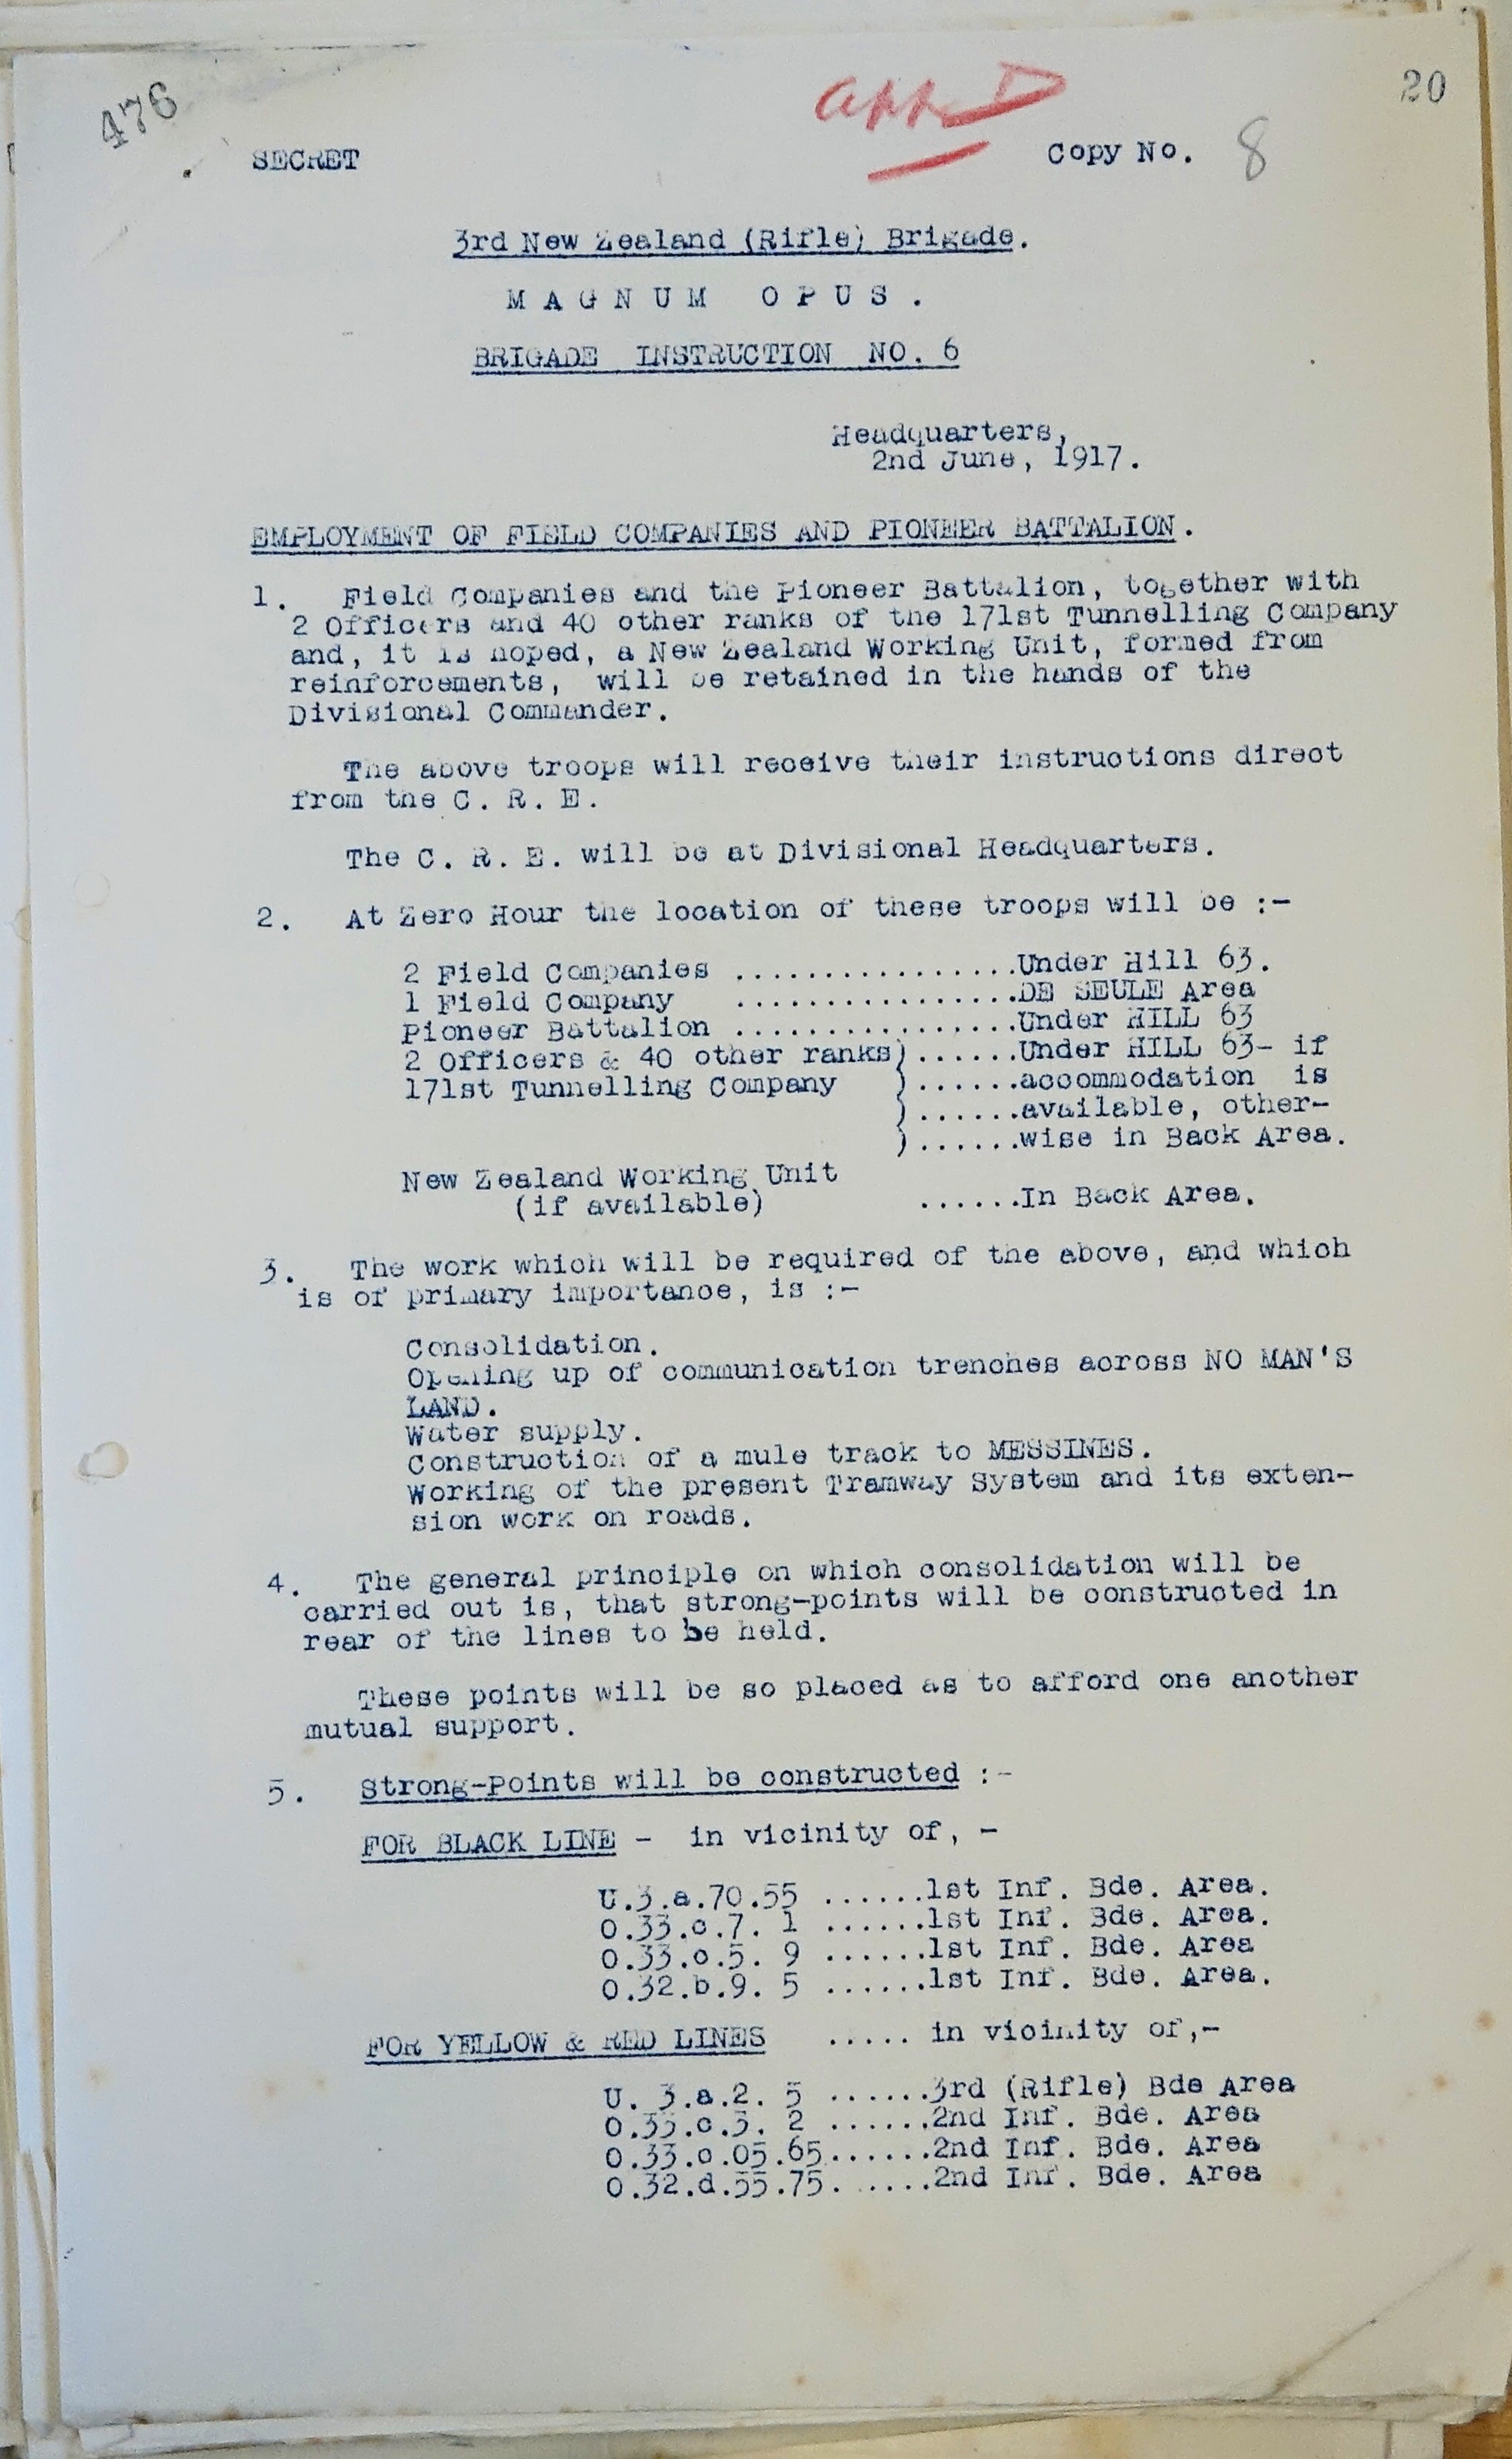 476
App D
20
SECRET
Copy No. 8
3rd New Zealand (Rifle) Brigade.
MAGNUM OPUS.
BRIGADE INSTRUCTION NO. 6
Headquarters,
2nd June, 1917.
EMPLOYMENT OF FIELD COMPANIES AND PIONEER BATTALION.
1. Field Companies and the Pioneer Battalion, together with
2 Officers and 40 other ranks of the 171st Tunnelling Company
and, it is hoped, a New Zealand Working Unit, formed from
reinforcements, will be retained in the hands of the
Divisional Commander.
The above troops will receive their instructions direct
from the C. R. E.
The C. R. E. will be at Divisional Headquarters.
2. At Zero Hour the location of these troops will be :-
2 Field Companies ................Under Hill 63.
1 Field Company ................DE SEULE Area
Pioneer Battalion ................Under HILL 63
2 Officers & 40 other ranks) ......Under HILL 63- if
171st Tunnelling Company ) ......accommodation is
) ......available, other-
) ......wise in Back Area.
New Zealand Working Unit
(if available) ......In Back Area.
3. The work which will be required of the above, and which
is of primary importance, is :-
Consolidation.
Opening up of communication trenches across NO MAN'S
LAND.
Water supply.
Construction of a mule track to MESSINES.
Working of the present Tramway System and its exten-
sion work on roads.
4. The general principle on which consolidation will be
carried out is, that strong-points will be constructed in
rear of the lines to be held.
These points will be so placed as to afford one another
mutual support.
5. Strong-Points will be constructed :-
FOR BLACK LINE - in vicinity of, -
U.3.a.70.55 ......1st Inf. Bde. Area.
O.33.c.7. 1 ......1st Inf. Bde. Area.
O.33.c.5. 9 ......1st Inf. Bde. Area
O.32.b.9. 5 ......1st Inf. Bde. Area.
FOR YELLOW & RED LINES ..... in vicinity of,-
U. 3.a.2. 5 ......3rd (Rifle) Bde Area
O.33.c.3. 2 ......2nd Inf. Bde. Area
O.33.c.05.65......2nd Inf. Bde. Area
O.32.d.55.75. .....2nd Inf. Bde. Area